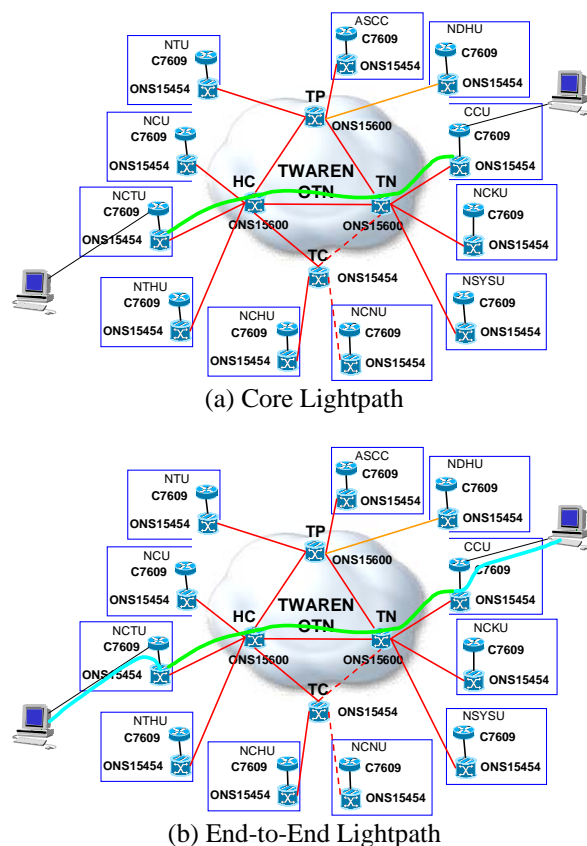 ASCC
C7609
ONS15454
NDHU
C7609
ONS15454
NTU
C7609
ONS15454
TP
ONS15600
NCU
C7609
ONS15454
CCU
C7609
ONS15454
TWAREN
OTN
HC
TN
NCTU
C7609
ONS15454
ONS15600
ONS15600
NCKU
C7609
ONS15454
TC
ONS15454
NTHU
C7609
ONS15454
NCHU
C7609
ONS15454
NCNU
C7609
ONS15454
NSYSU
C7609
ONS15454
(a) Core Lightpath
ASCC
C7609
ONS15454
NDHU
C7609
ONS15454
NTU
C7609
ONS15454
TP
ONS15600
NCU
C7609
ONS15454
CCU
C7609
ONS15454
TWAREN
OTN
HC
TN
NCTU
C7609
ONS15454
ONS15600
ONS15600
NCKU
C7609
ONS15454
TC
ONS15454
NTHU
C7609
ONS15454
NCHU
C7609
ONS15454
NCNU
C7609
ONS15454
NSYSU
C7609
ONS15454
(b) End-to-End Lightpath